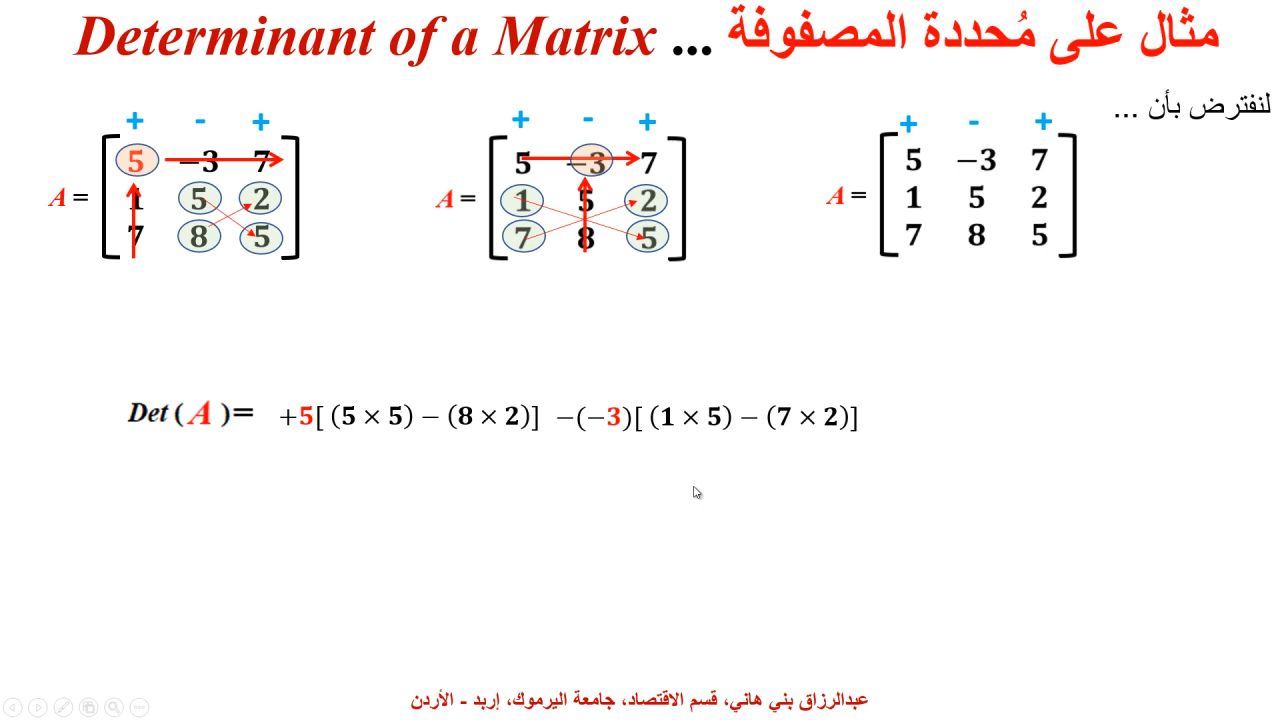 Determinant of a Matrix ... مثال على مُحددة المصفوفة
لنفترض بأن ...
+ - +
A = [ 5 −3 7
1 5 2
7 8 5 ]
+ - +
A = [ 5 −3 7
1 5 2
7 8 5 ]
+ - +
A = [ 5 −3 7
1 5 2
7 8 5 ]
Det ( A )= +5[ (5 × 5) − (8 × 2)] −(−3)[ (1 × 5) − (7 × 2)]
عبدالرزاق بني هاني، قسم الاقتصاد، جامعة اليرموك، إربد - الأردن